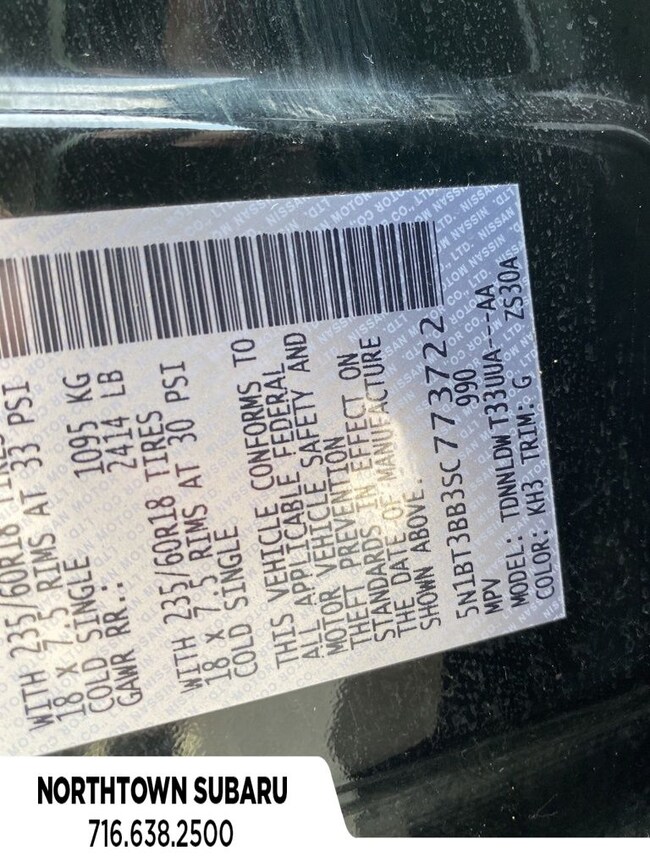 WITH 235/60R18 TIRES
18 X 7.5 RIMS AT 33 PSI
COLD SINGLE 1095 KG
GAWR RR.: 2414 LB
WITH 235/60R18 TIRES
18 X 7.5 RIMS AT 30 PSI
COLD SINGLE
THIS VEHICLE CONFORMS TO
ALL APPLICABLE FEDERAL
MOTOR VEHICLE SAFETY AND
THEFT PREVENTION
STANDARDS IN EFFECT ON
THE DATE OF MANUFACTURE
SHOWN ABOVE.
5N1BT3BB3SC773722
MPV 990
MODEL: TDNNLDWT33UUA---AA
COLOR: KH3 TRIM: G ZS30A
NORTHTOWN SUBARU
716.638.2500